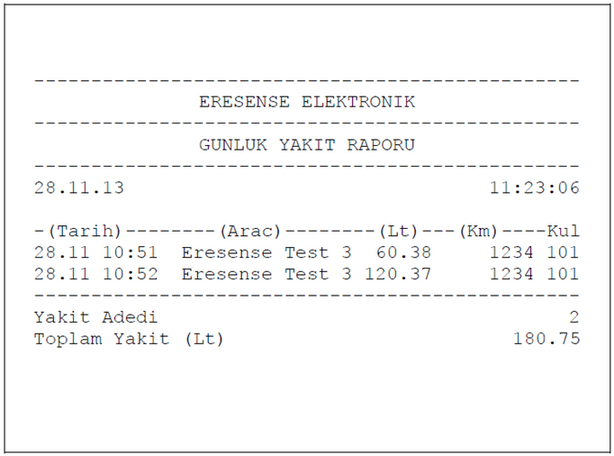 ------------------------------------------------
ERESENSE ELEKTRONIK
------------------------------------------------
GUNLUK YAKIT RAPORU
------------------------------------------------
28.11.13                                11:23:06
-(Tarih)--------(Arac)--------(Lt)---(Km)----Kul
28.11 10:51  Eresense Test 3  60.38     1234 101
28.11 10:52  Eresense Test 3 120.37     1234 101
------------------------------------------------
Yakit Adedi                                    2
Toplam Yakit (Lt)                         180.75